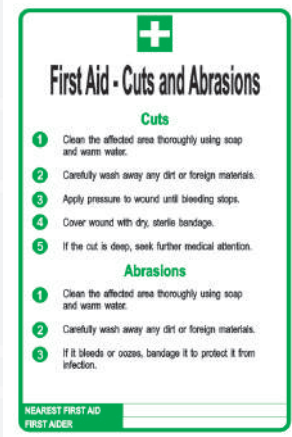 First Aid - Cuts and Abrasions
Cuts
1 Clean the affected area thoroughly using soap
and warm water.
2 Carefully wash away any dirt or foreign materials.
3 Apply pressure to wound until bleeding stops.
4 Cover wound with dry, sterile bandage.
5 If the cut is deep, seek further medical attention.
Abrasions
1 Clean the affected area thoroughly using soap
and warm water.
2 Carefully wash away any dirt or foreign materials.
3 If it bleeds or oozes, bandage it to protect it from
infection.
NEAREST FIRST AID
FIRST AIDER